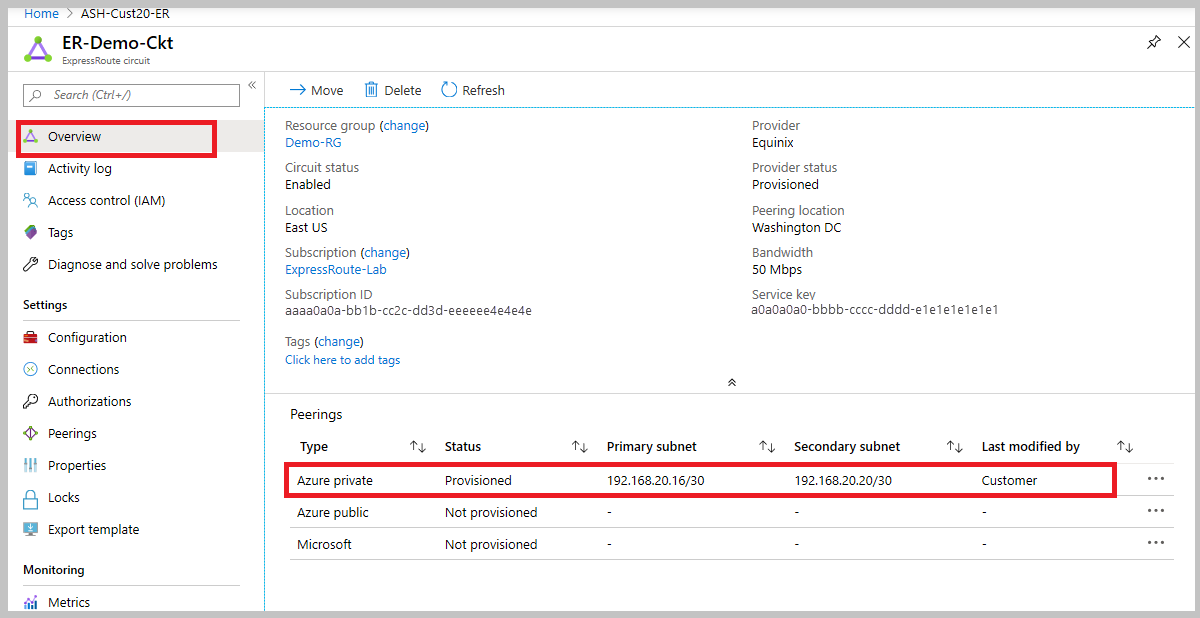 Home > ASH-Cust20-ER
ER-Demo-Ckt
ExpressRoute circuit
Search (Ctrl+/)
«
Overview
Activity log
Access control (IAM)
Tags
Diagnose and solve problems
Settings
Configuration
Connections
Authorizations
Peerings
Properties
Locks
Export template
Monitoring
Metrics
Move Delete Refresh
Resource group (change)
Demo-RG
Circuit status
Enabled
Location
East US
Subscription (change)
ExpressRoute-Lab
Subscription ID
aaaa0a0a-bb1b-cc2c-dd3d-eeeeee4e4e4e
Tags (change)
Click here to add tags
Provider
Equinix
Provider status
Provisioned
Peering location
Washington DC
Bandwidth
50 Mbps
Service key
a0a0a0a0-bbbb-cccc-dddd-e1e1e1e1e1e1
Peerings
Type Status Primary subnet Secondary subnet Last modified by
Azure private Provisioned 192.168.20.16/30 192.168.20.20/30 Customer
Azure public Not provisioned - - -
Microsoft Not provisioned - - -